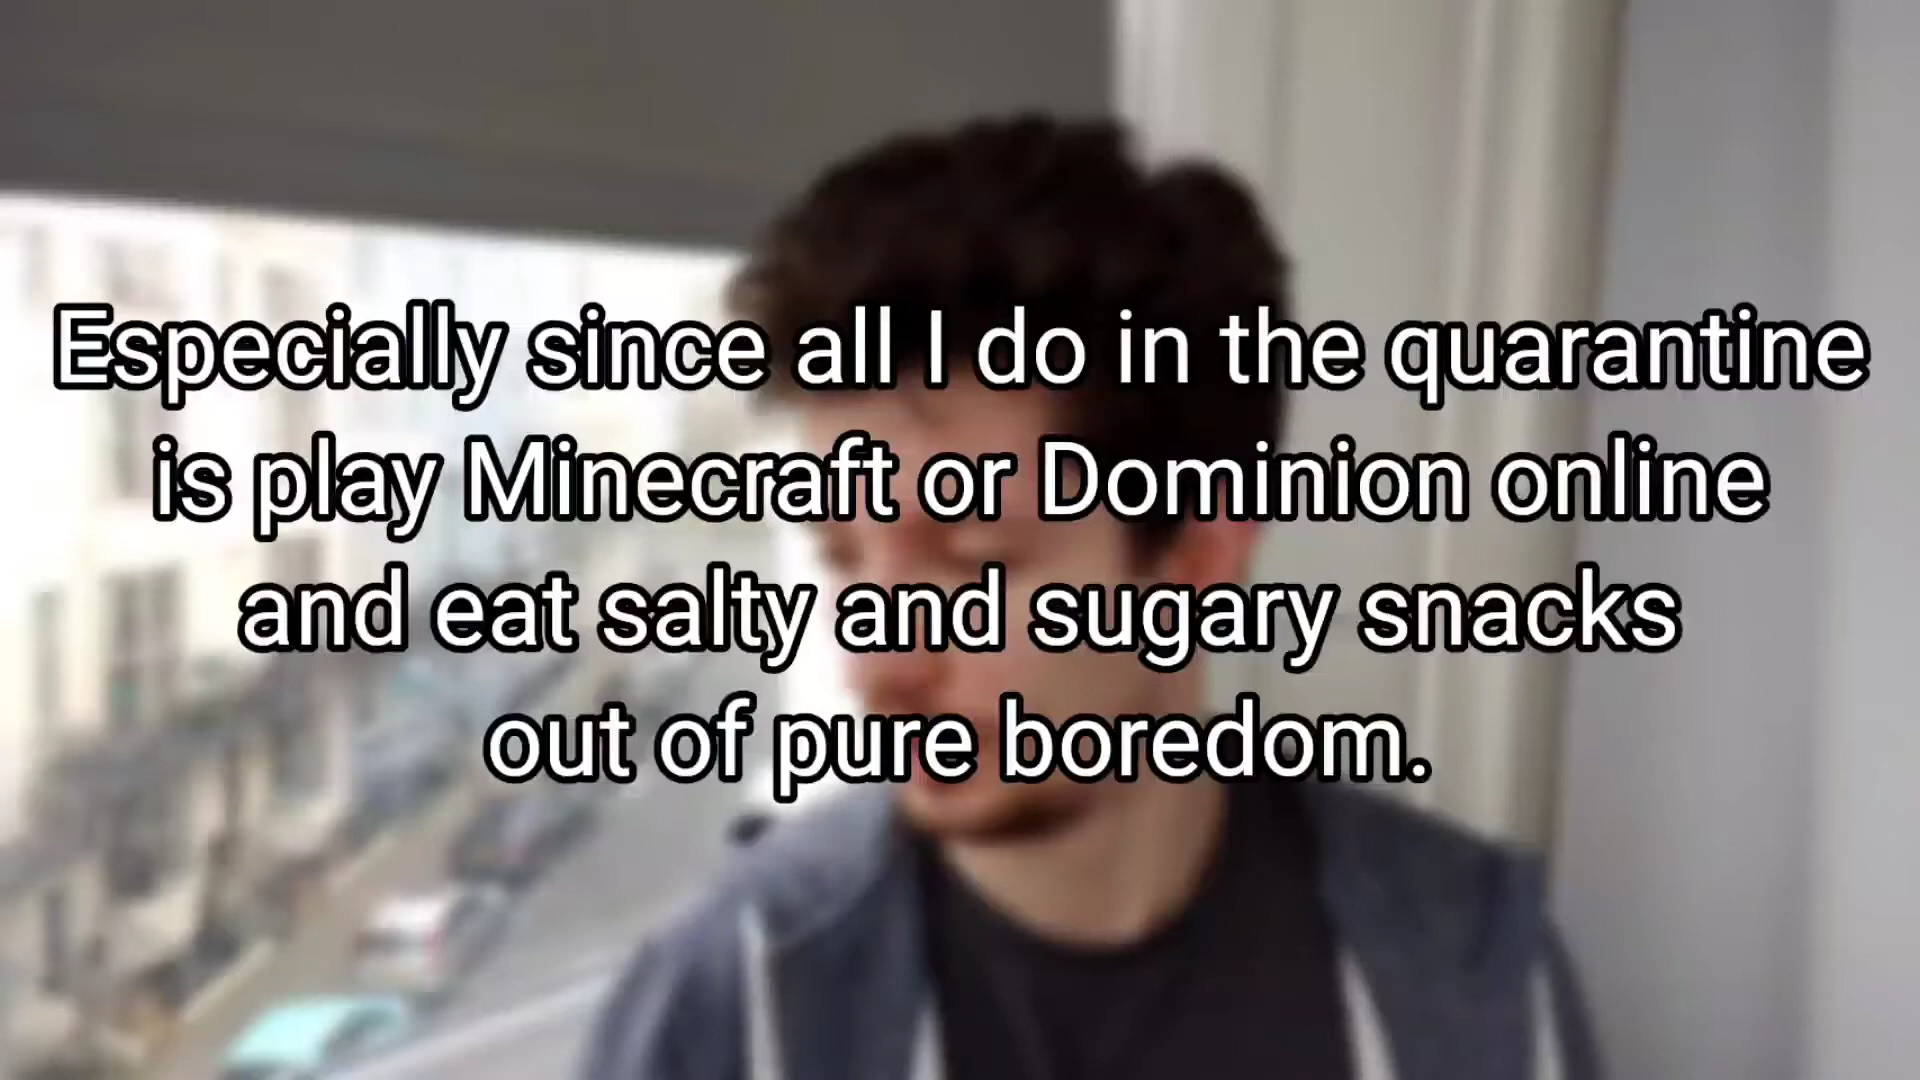 Especially since all I do in the quarantine
is play Minecraft or Dominion online
and eat salty and sugary snacks
out of pure boredom.